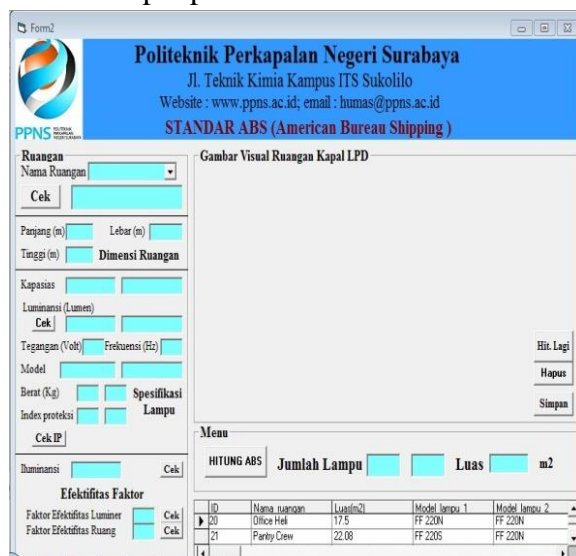 Form2
Politeknik Perkapalan Negeri Surabaya
Jl. Teknik Kimia Kampus ITS Sukolilo
Website : www.ppns.ac.id; email : humas@ppns.ac.id
PPNS
STANDAR ABS (American Bureau Shipping )
Ruangan
Nama Ruangan
Cek
Panjang (m) Lebar (m)
Tinggi (m) Dimensi Ruangan
Kapasias
Luminansi (Lumen)
Cek
Tegangan (Volt) Frekuensi (Hz)
Model
Berat (Kg) Spesifikasi
Index proteksi Lampu
Cek IP
Iluminansi Cek
Efektifitas Faktor
Faktor Efektifitas Luminer Cek
Faktor Efektifitas Ruang Cek
Gambar Visual Ruangan Kapal LPD
Hit. Lagi
Hapus
Simpan
Menu
HITUNG ABS Jumlah Lampu Luas m2
ID Nama ruangan Luas(m2) Model lampu 1 Model lampu 2
20 Office Heli 17.5 FF 220N FF 220N
21 Pantry Crew 22.08 FF 220S FF 220N